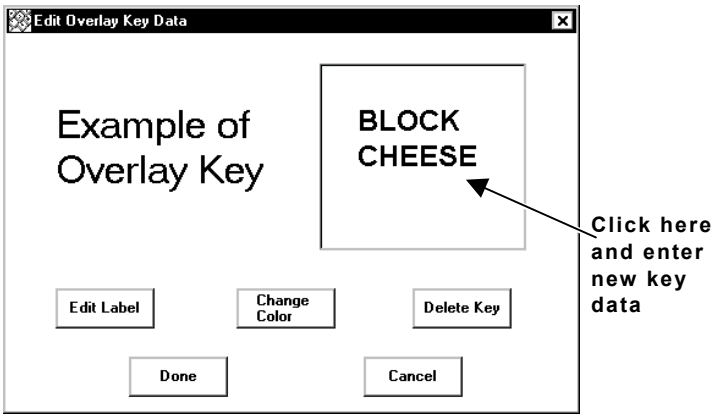 Edit Overlay Key Data
Example of
Overlay Key
BLOCK
CHEESE
Click here
and enter
new key
data
Edit Label
Change
Color
Delete Key
Done
Cancel